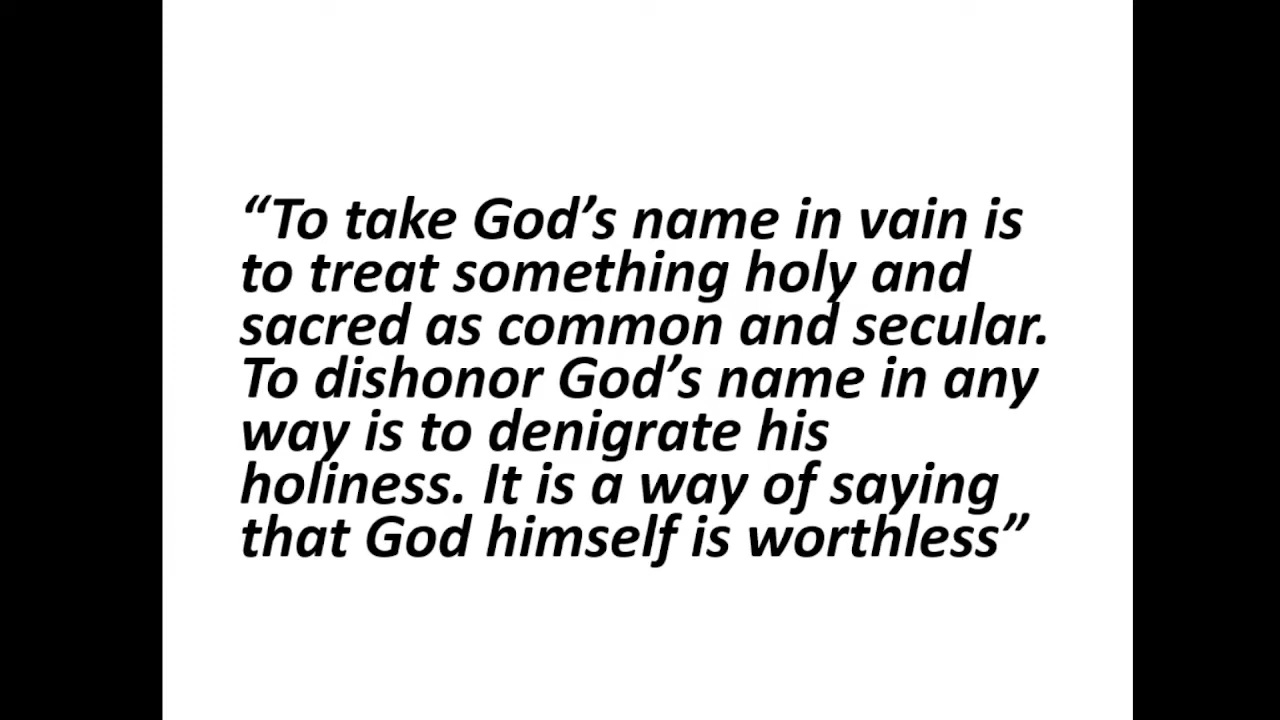 “To take God’s name in vain is
to treat something holy and
sacred as common and secular.
To dishonor God’s name in any
way is to denigrate his
holiness. It is a way of saying
that God himself is worthless”